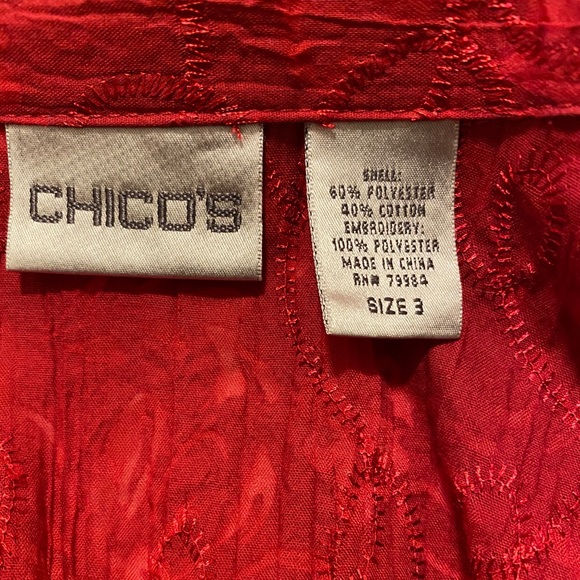 CHICO'S
SHELL:
60% POLYESTER
40% COTTON
EMBROIDERY:
100% POLYESTER
MADE IN CHINA
RN# 79984
SIZE 3